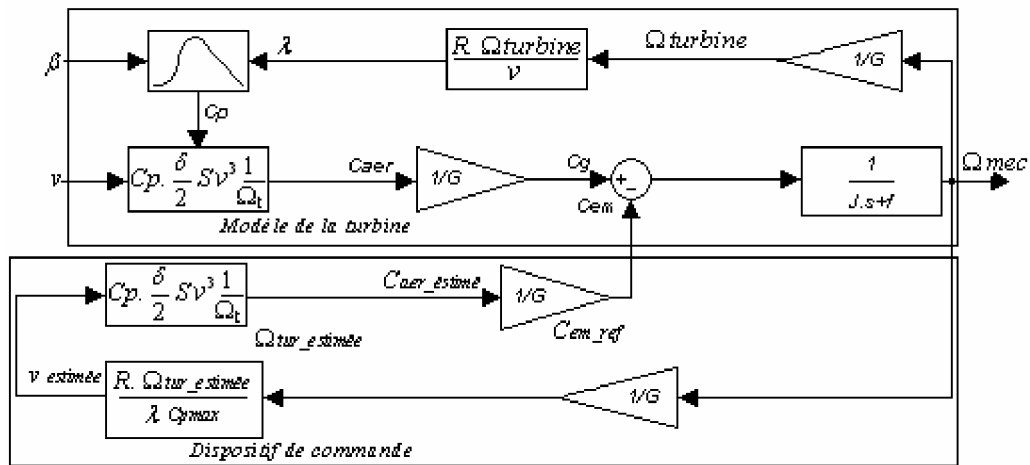 β
λ
R. Ωturbine
v
Ωturbine
1/G
Cp
v
Cp. δ/2 Sv³ 1/Ωt
Caer
1/G
Cg
+
-
Cem
1
J.s+f
Ωmec
Modèle de la turbine
Cp. δ/2 Sv³ 1/Ωt
Caer_estimé
1/G
Cem_ref
Ωtur_estimée
v estimée
R. Ωtur_estimée
λ Cpmax
1/G
Dispositif de commande